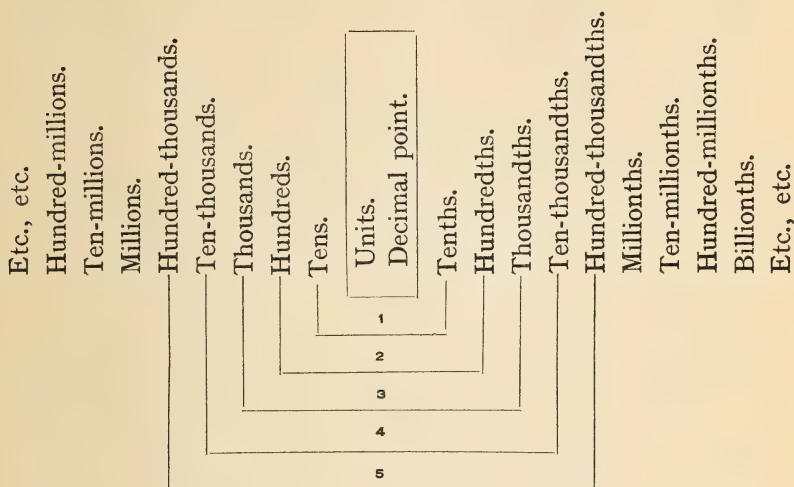 Etc., etc.
Hundred-millions.
Ten-millions.
Millions.
Hundred-thousands.
Ten-thousands.
Thousands.
Hundreds.
Tens.
Units.
Decimal point.
Tenths.
Hundredths.
Thousandths.
Ten-thousandths.
Hundred-thousandths.
Millionths.
Ten-millionths.
Hundred-millionths.
Billionths.
Etc., etc.
1
2
3
4
5